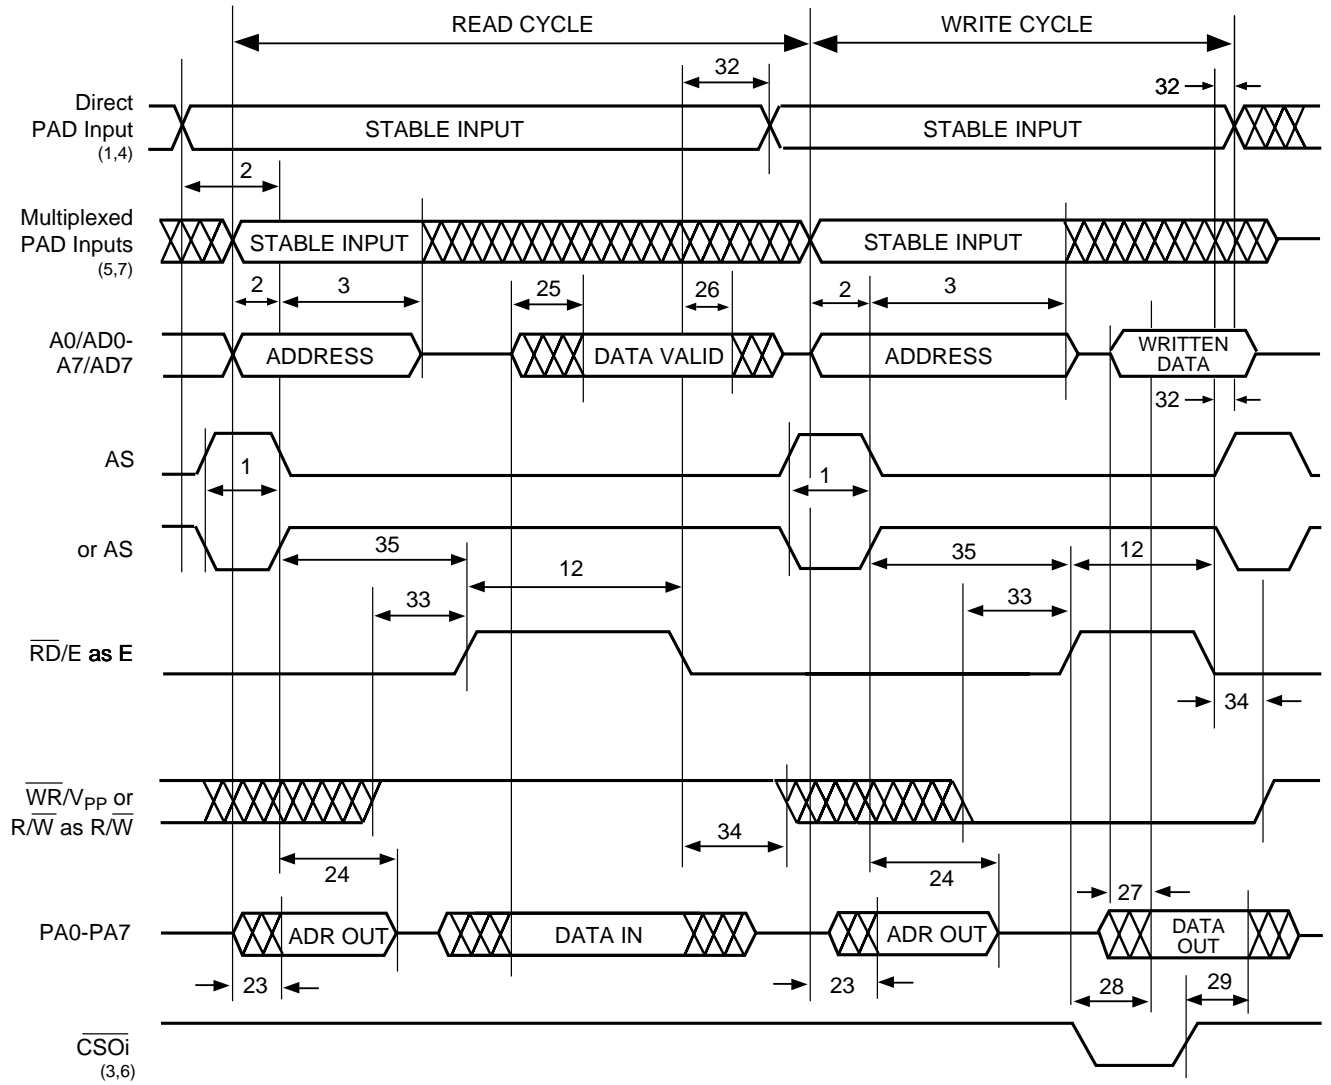 READ CYCLE
WRITE CYCLE
32
32
Direct
PAD Input
(1,4)
STABLE INPUT
STABLE INPUT
2
Multiplexed
PAD Inputs
(5,7)
STABLE INPUT
STABLE INPUT
2
3
25
26
2
3
A0/AD0-
A7/AD7
ADDRESS
DATA VALID
ADDRESS
WRITTEN
DATA
32
AS
1
1
or AS
35
12
35
12
33
33
R̅D̅/E as E
34
W̅R̅/VPP or
R/W̅ as R/W̅
34
24
24
27
PA0-PA7
ADR OUT
DATA IN
ADR OUT
DATA
OUT
23
23
28
29
C̅S̅O̅i̅
(3,6)